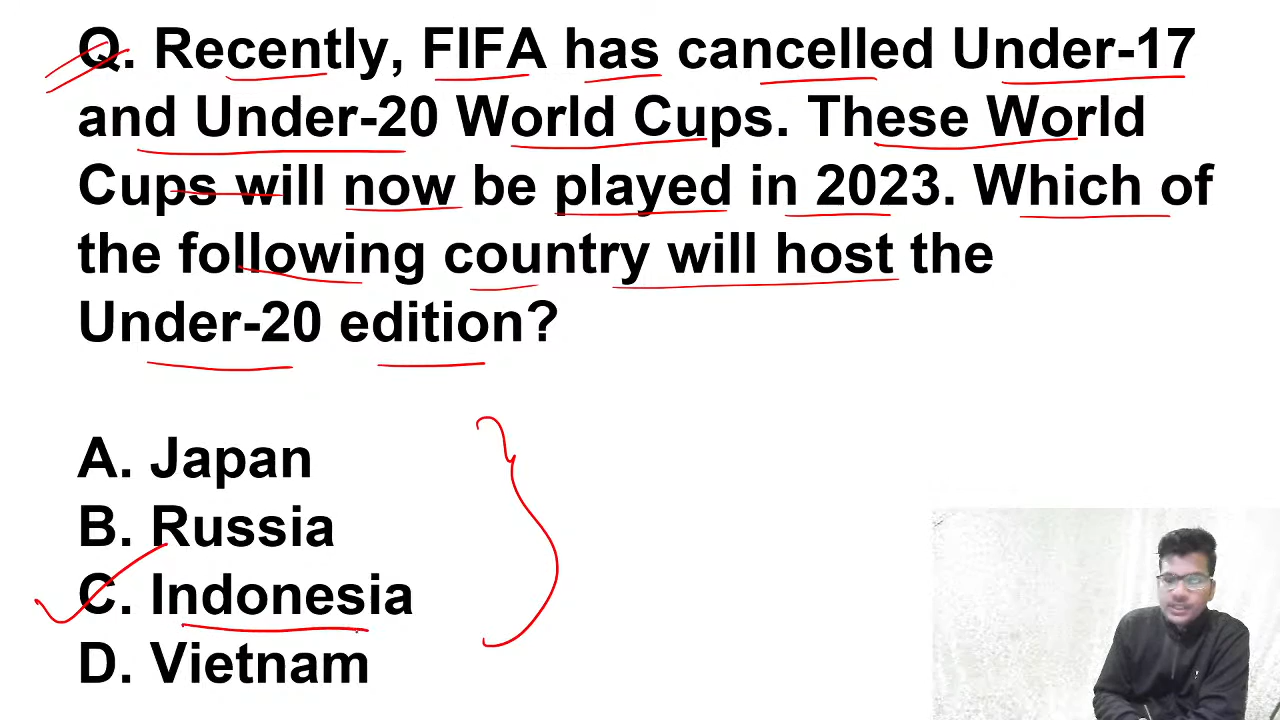 Q. Recently, FIFA has cancelled Under-17
and Under-20 World Cups. These World
Cups will now be played in 2023. Which of
the following country will host the
Under-20 edition?
A. Japan
B. Russia
C. Indonesia
D. Vietnam